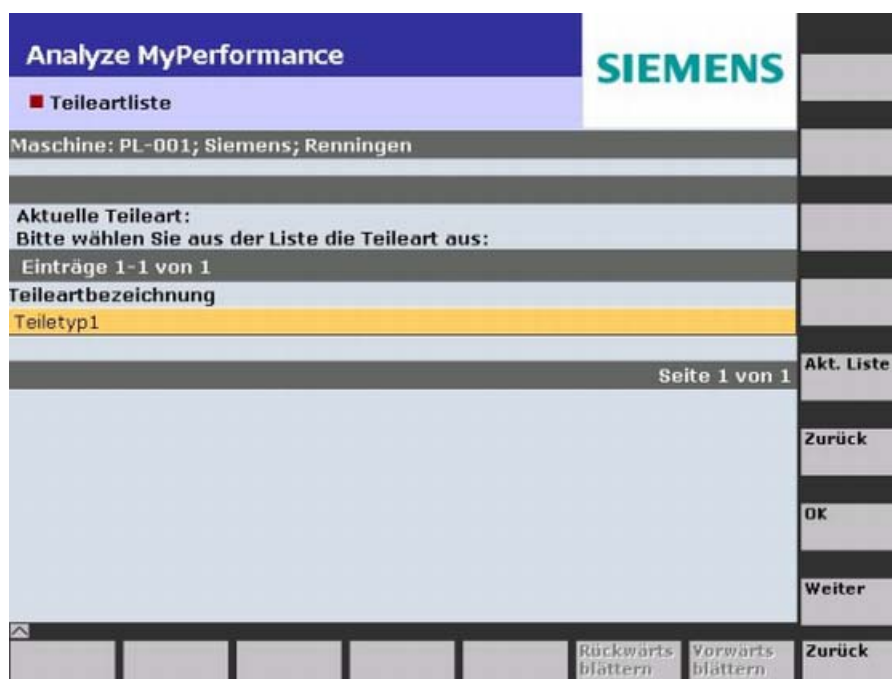 Analyze MyPerformance
SIEMENS
Teileartliste
Maschine: PL-001; Siemens; Renningen
Aktuelle Teileart:
Bitte wählen Sie aus der Liste die Teileart aus:
Einträge 1-1 von 1
Teileartbezeichnung
Teiletyp1
Seite 1 von 1
Akt. Liste
Zurück
OK
Weiter
Rückwärts
blättern
Vorwärts
blättern
Zurück